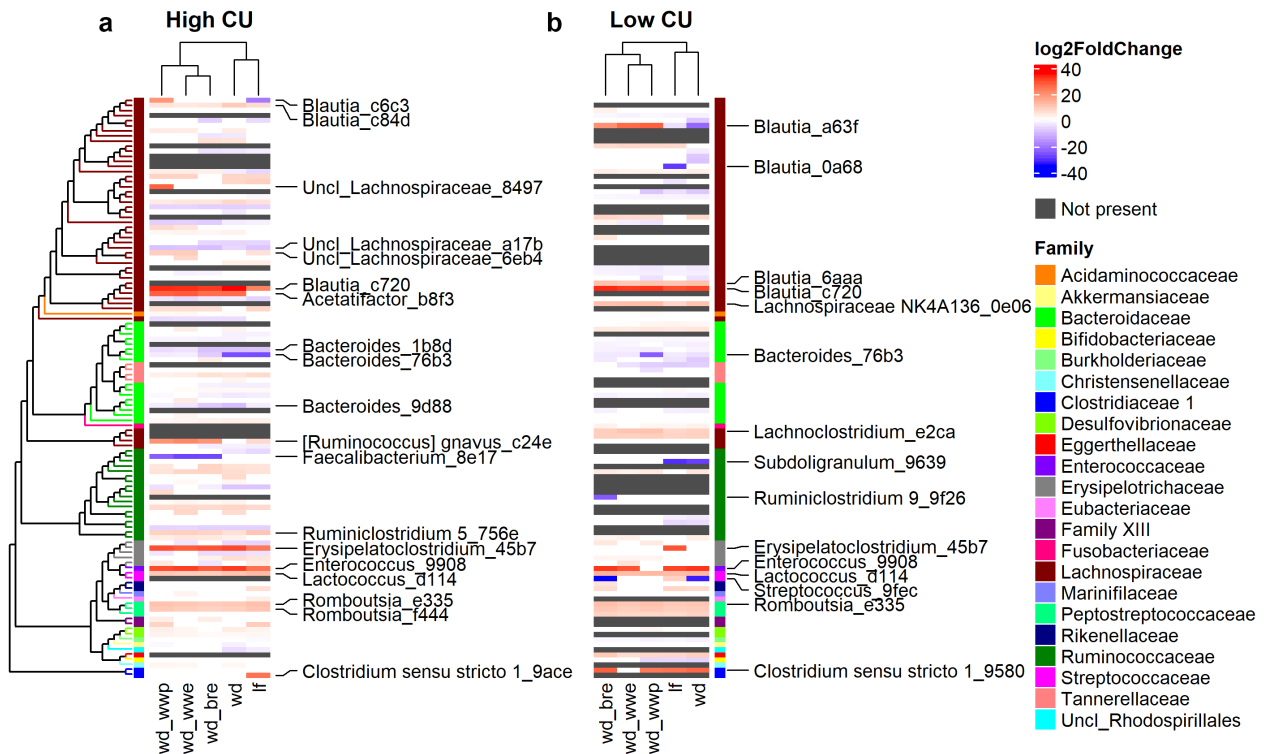 a
High CU
b
Low CU
Blautia_c6c3
Blautia_c84d
Uncl_Lachnospiraceae_8497
Uncl_Lachnospiraceae_a17b
Uncl_Lachnospiraceae_6eb4
Blautia_c720
Acetatifactor_b8f3
Bacteroides_1b8d
Bacteroides_76b3
Bacteroides_9d88
[Ruminococcus] gnavus_c24e
Faecalibacterium_8e17
Ruminiclostridium 5_756e
Erysipelatoclostridium_45b7
Enterococcus_9908
Lactococcus_d114
Romboutsia_e335
Romboutsia_f444
Clostridium sensu stricto 1_9ace
wd_wwp
wd_wwe
wd_bre
wd
lf
Blautia_a63f
Blautia_0a68
Blautia_6aaa
Blautia_c720
Lachnospiraceae NK4A136_0e06
Bacteroides_76b3
Lachnoclostridium_e2ca
Subdoligranulum_9639
Ruminiclostridium 9_9f26
Erysipelatoclostridium_45b7
Enterococcus_9908
Lactococcus_d114
Streptococcus_9fec
Romboutsia_e335
Clostridium sensu stricto 1_9580
wd_bre
wd_wwe
wd_wwp
lf
wd
log2FoldChange
40
20
0
-20
-40
Not present
Family
Acidaminococcaceae
Akkermansiaceae
Bacteroidaceae
Bifidobacteriaceae
Burkholderiaceae
Christensenellaceae
Clostridiaceae 1
Desulfovibrionaceae
Eggerthellaceae
Enterococcaceae
Erysipelotrichaceae
Eubacteriaceae
Family XIII
Fusobacteriaceae
Lachnospiraceae
Marinifilaceae
Peptostreptococcaceae
Rikenellaceae
Ruminococcaceae
Streptococcaceae
Tannerellaceae
Uncl_Rhodospirillales